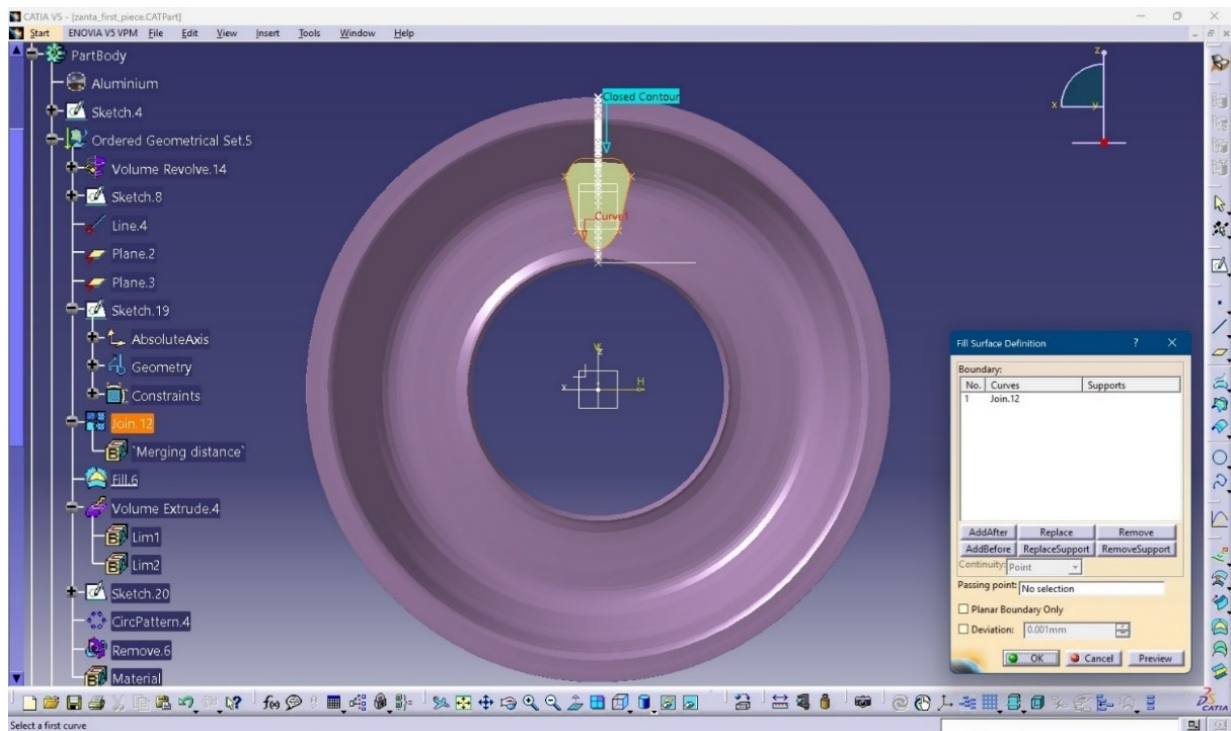 CATIA V5 - [zanta_first_piece.CATPart]
Start ENOVIA V5 VPM File Edit View Insert Tools Window Help
PartBody
Aluminium
Sketch.4
Ordered Geometrical Set.5
Volume Revolve.14
Sketch.8
Line.4
Plane.2
Plane.3
Sketch.19
AbsoluteAxis
Geometry
Constraints
Join.12
`Merging distance`
Fill.6
Volume Extrude.4
Lim1
Lim2
Sketch.20
CircPattern.4
Remove.6
Material
Closed Contour
Curve1
z
x
y
x
z
H
Fill Surface Definition ? X
Boundary:
No. Curves Supports
1 Join.12
AddAfter Replace Remove
AddBefore ReplaceSupport RemoveSupport
Continuity: Point
Passing point: No selection
Planar Boundary Only
Deviation: 0.001mm
OK Cancel Preview
f(x)
CATIA
Select a first curve